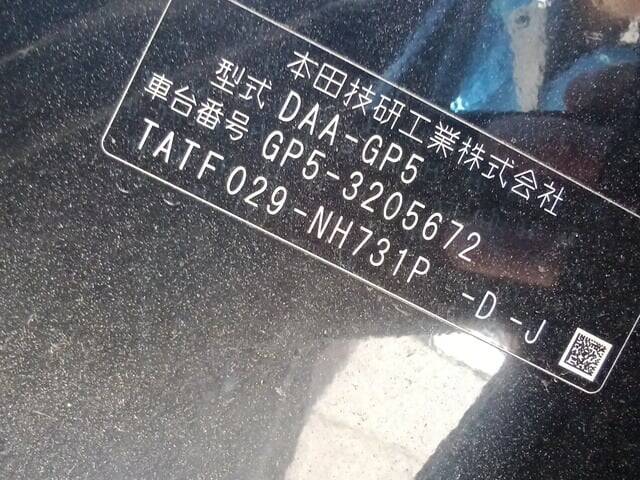 本田技研工業株式会社
型式 DAA-GP5
車台番号 GP5-3205672
TATF029-NH731P -D-J